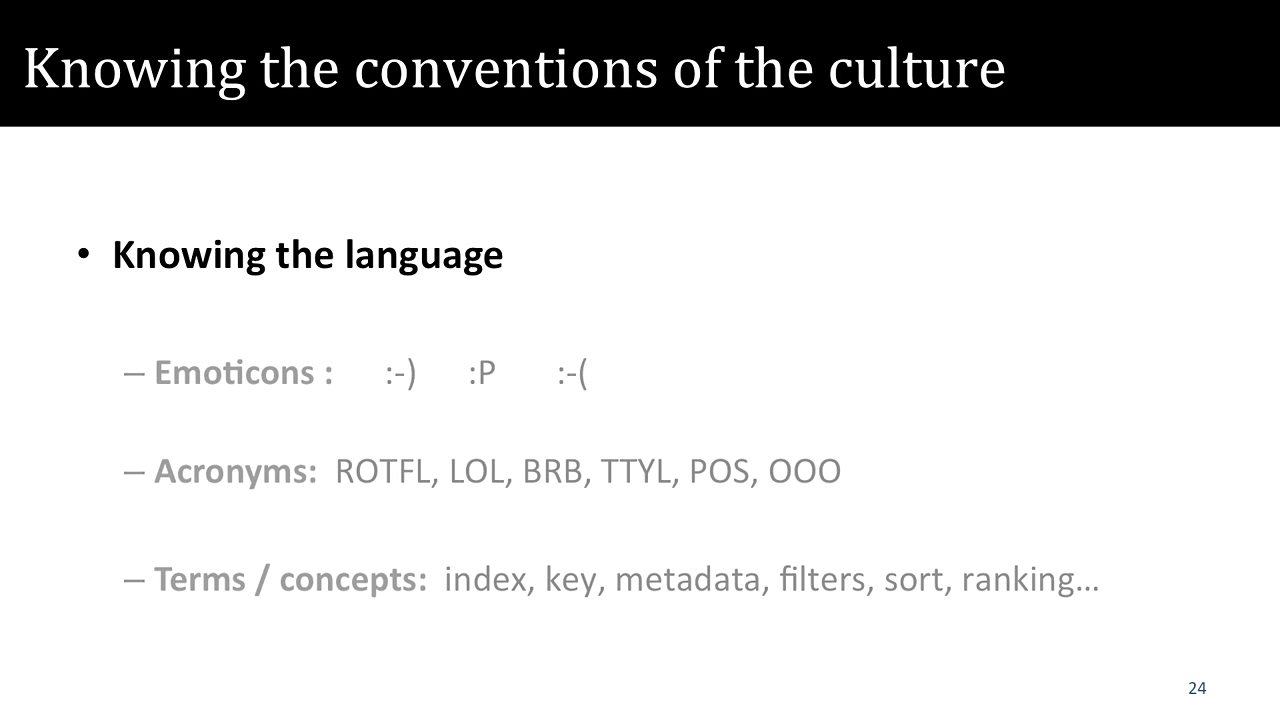 Knowing the conventions of the culture
• Knowing the language
– Emoticons : :-) :P :-(
– Acronyms: ROTFL, LOL, BRB, TTYL, POS, OOO
– Terms / concepts: index, key, metadata, filters, sort, ranking…
24